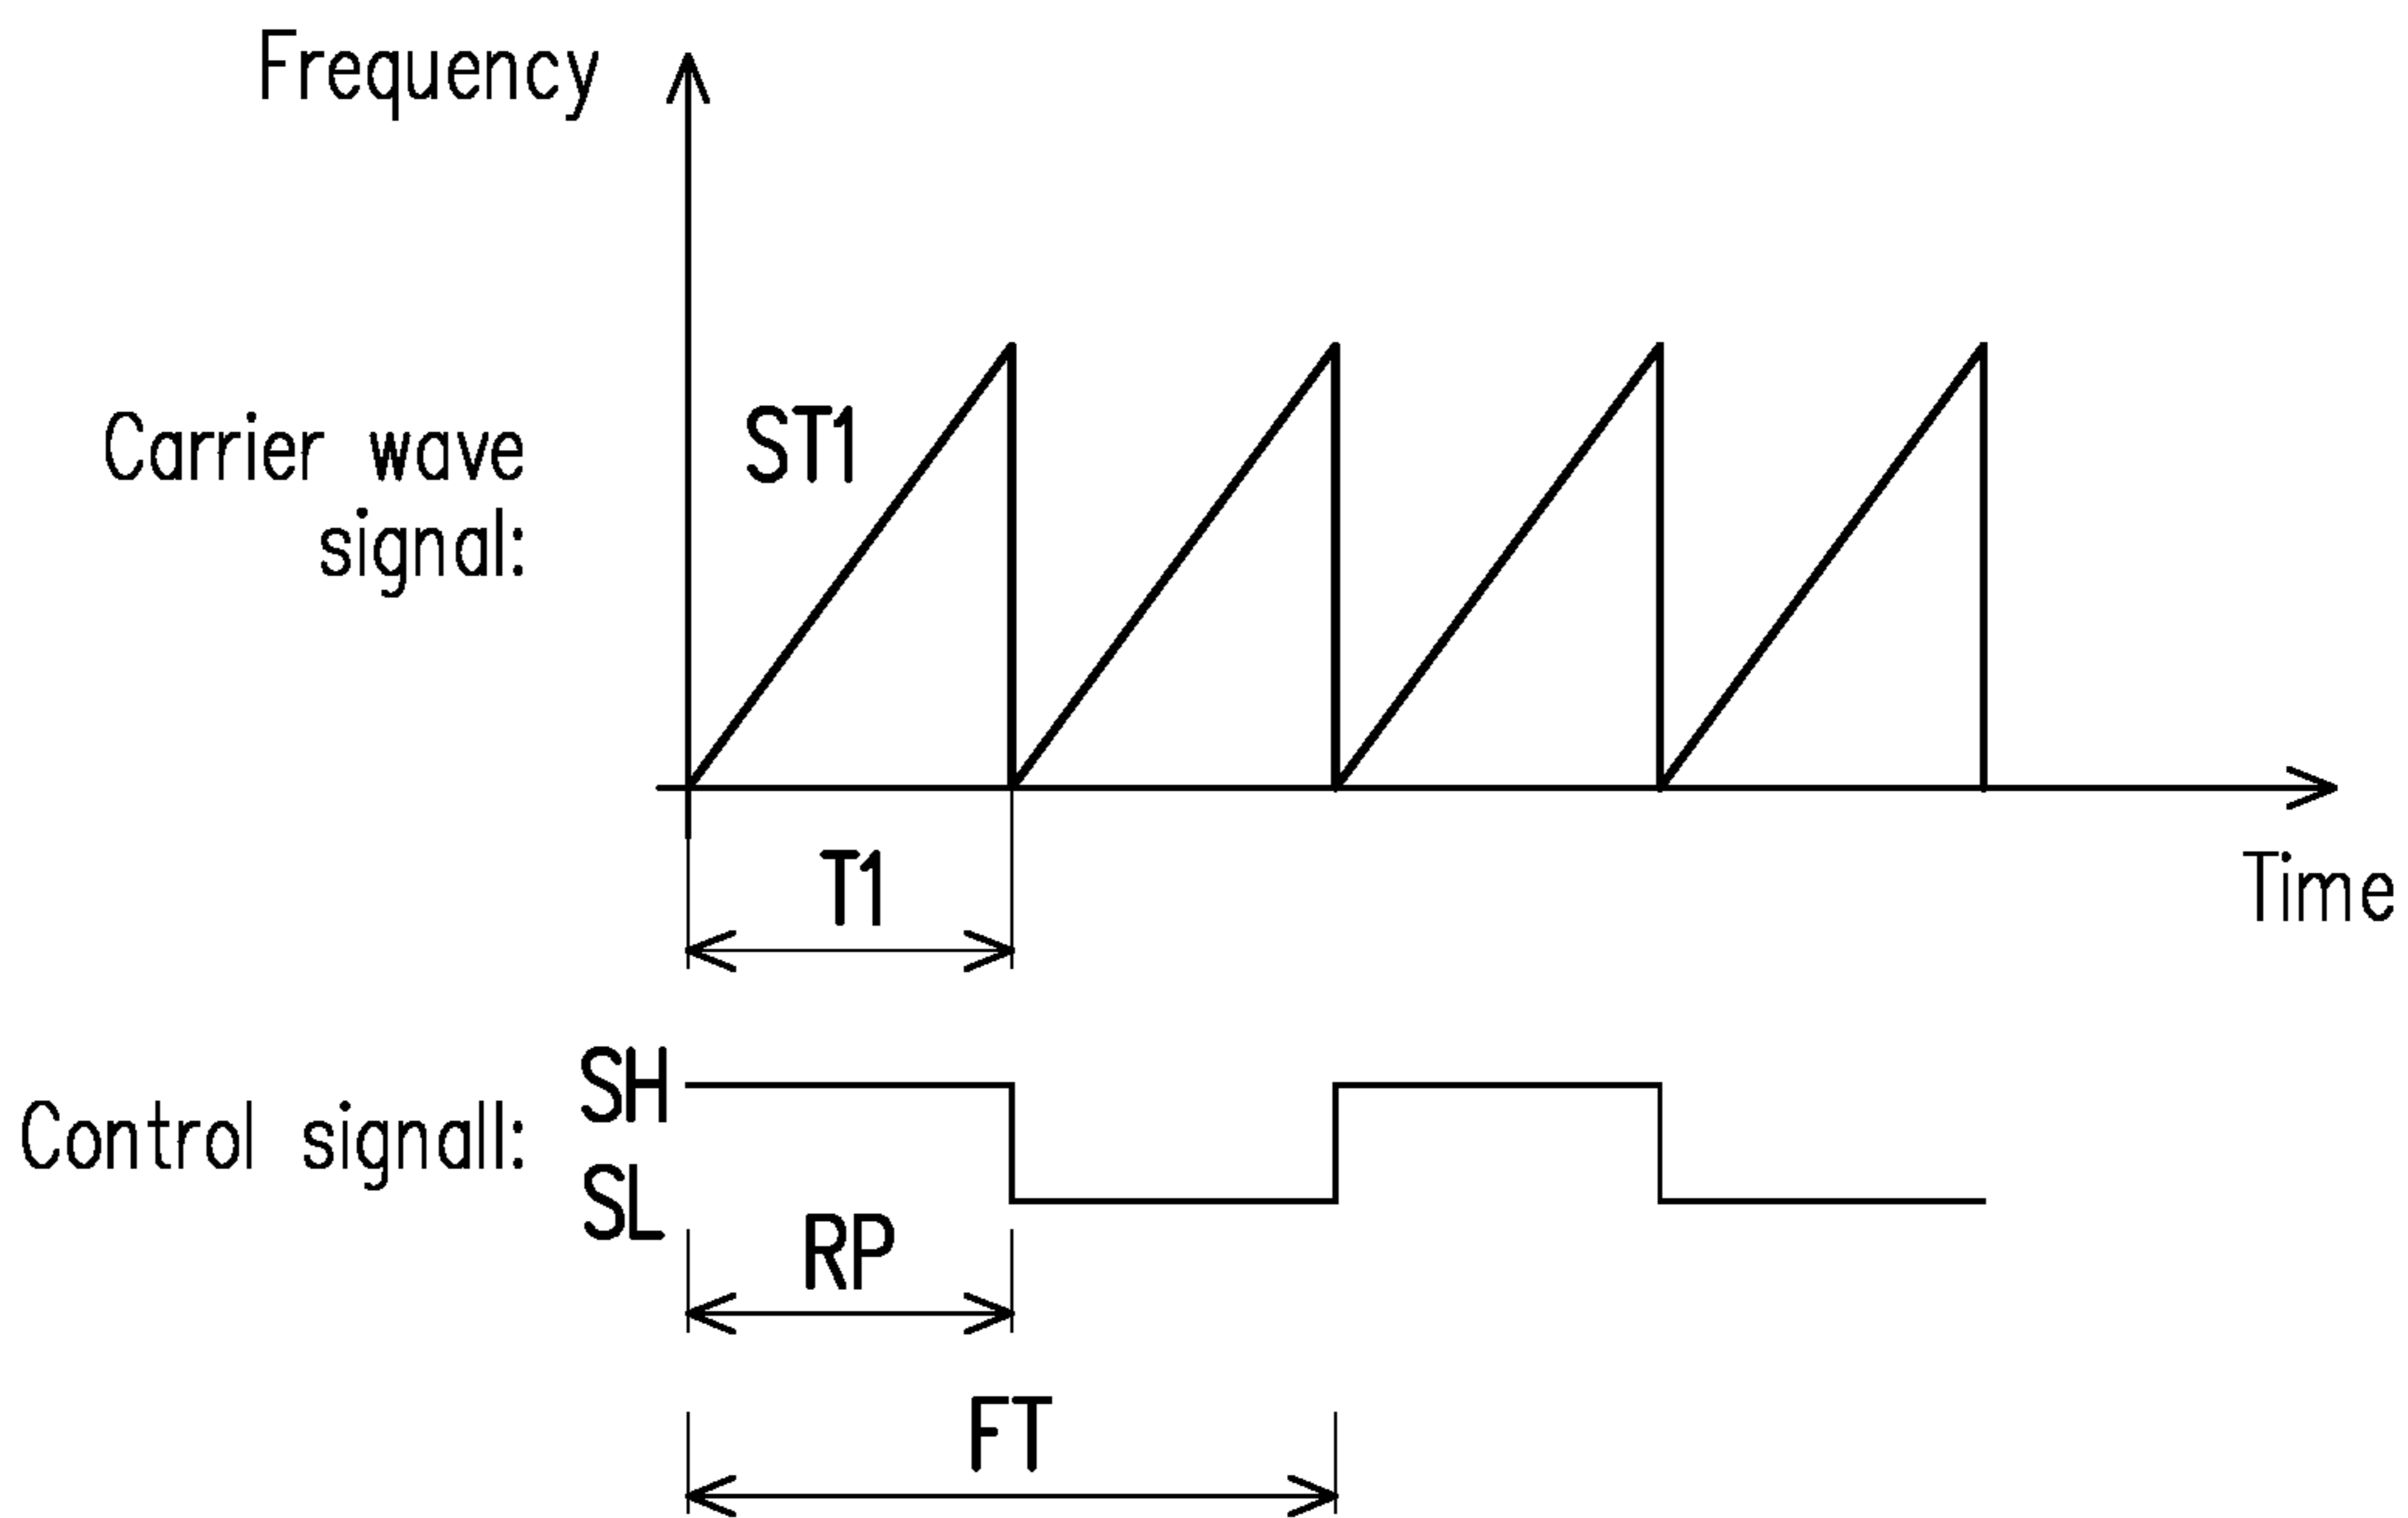 Frequency
Carrier wave
signal:
ST1
Time
T1
SH
Control signall:
SL
RP
FT